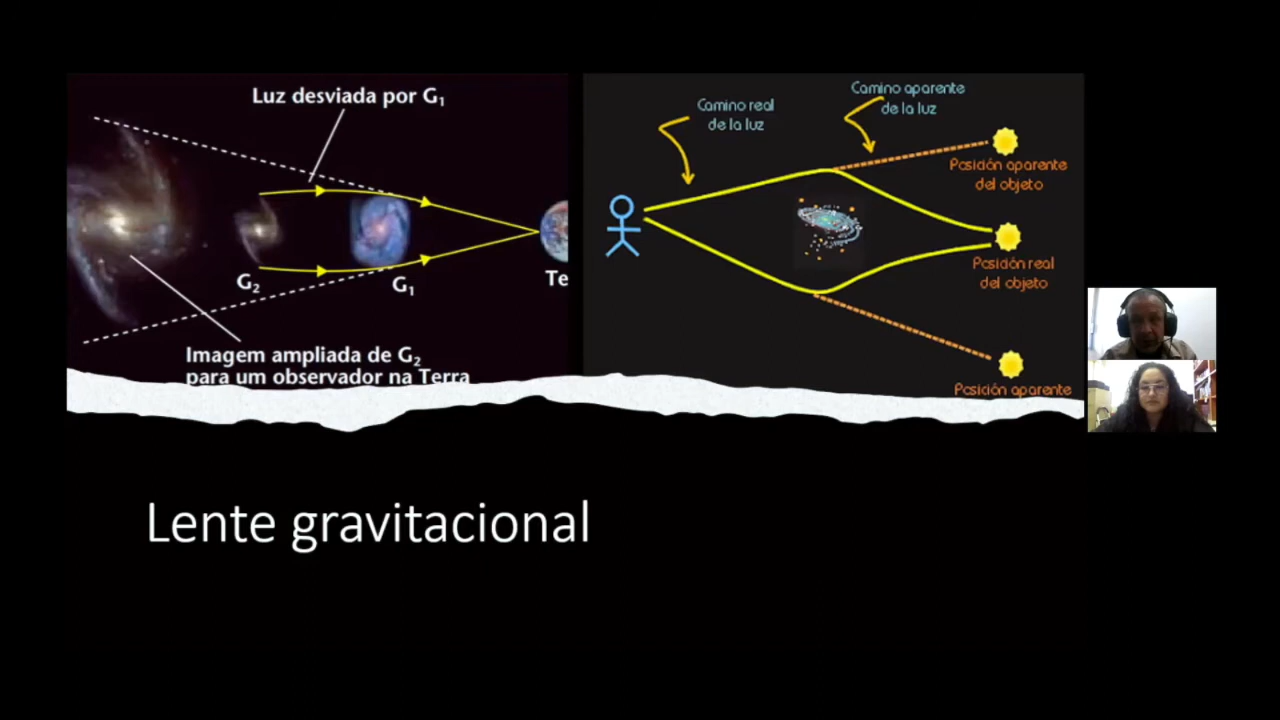 Luz desviada por G₁
G₂
G₁
Te
Imagem ampliada de G₂
para um observador na Terra
Camino real
de la luz
Camino aparente
de la luz
Posición aparente
del objeto
Posición real
del objeto
Posición aparente
Lente gravitacional